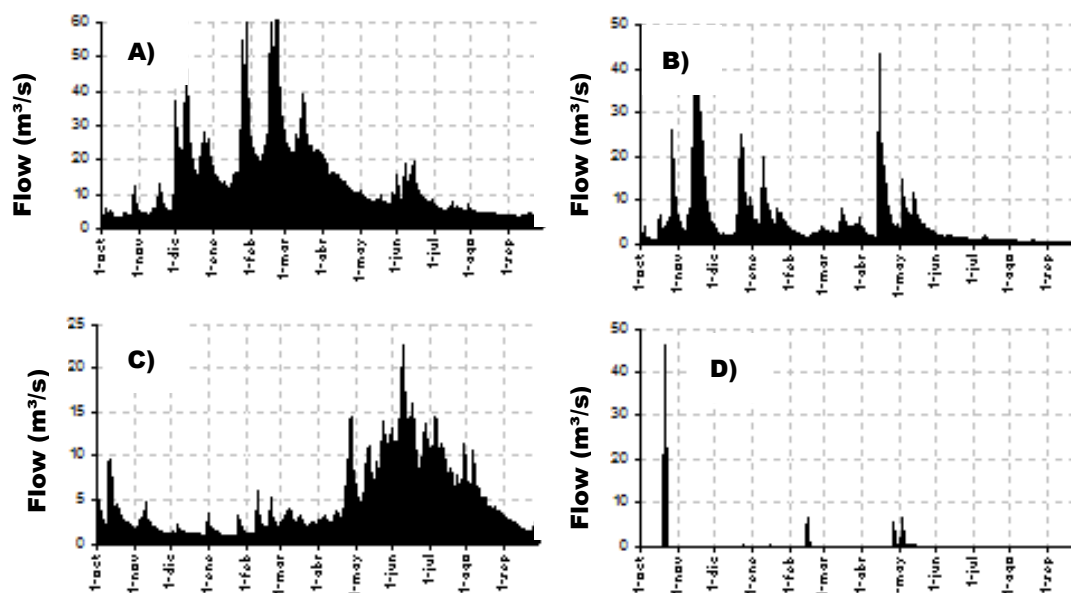 A)
Flow (m³/s)
60
50
40
30
20
10
0
1-oct
1-nov
1-dic
1-ene
1-feb
1-mar
1-abr
1-may
1-jun
1-jul
1-ago
1-sep
B)
Flow (m³/s)
50
40
30
20
10
0
1-oct
1-nov
1-dic
1-ene
1-feb
1-mar
1-abr
1-may
1-jun
1-jul
1-ago
1-sep
C)
Flow (m³/s)
25
20
15
10
5
0
1-oct
1-nov
1-dic
1-ene
1-feb
1-mar
1-abr
1-may
1-jun
1-jul
1-ago
1-sep
D)
Flow (m³/s)
50
40
30
20
10
0
1-oct
1-nov
1-dic
1-ene
1-feb
1-mar
1-abr
1-may
1-jun
1-jul
1-ago
1-sep